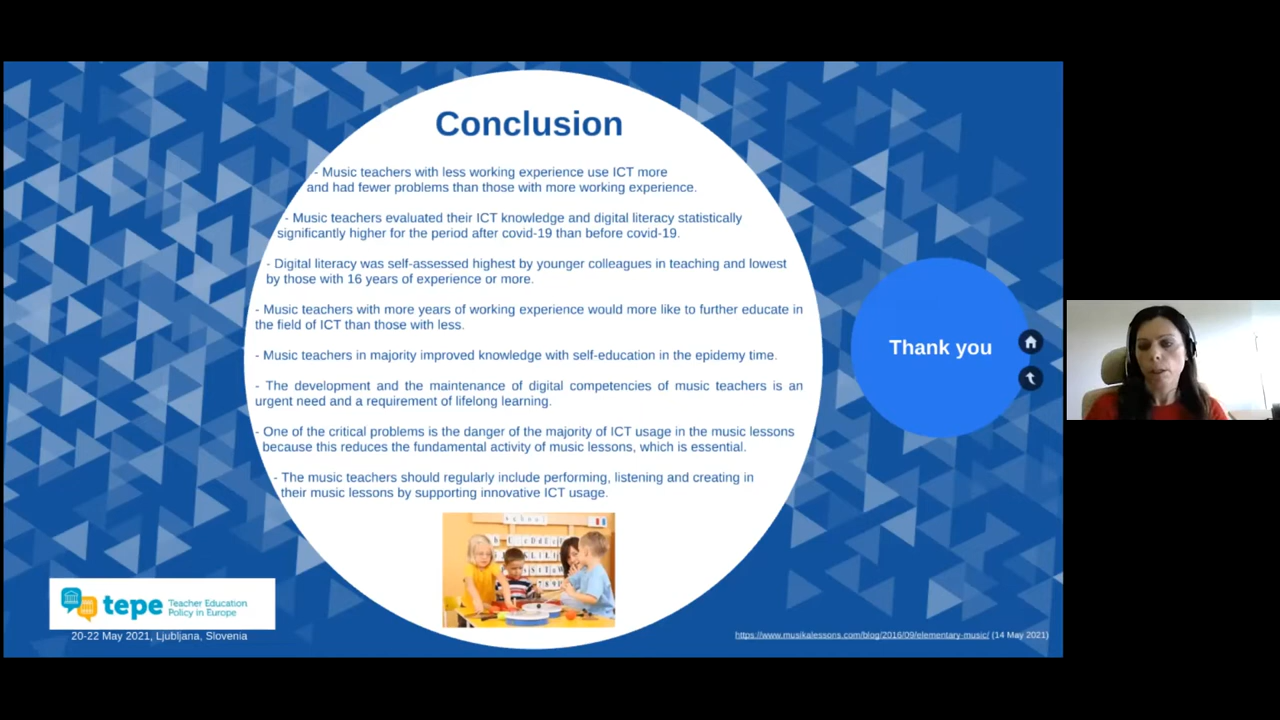 Conclusion
- Music teachers with less working experience use ICT more
and had fewer problems than those with more working experience.
- Music teachers evaluated their ICT knowledge and digital literacy statistically
significantly higher for the period after covid-19 than before covid-19.
- Digital literacy was self-assessed highest by younger colleagues in teaching and lowest
by those with 16 years of experience or more.
- Music teachers with more years of working experience would more like to further educate in
the field of ICT than those with less.
- Music teachers in majority improved knowledge with self-education in the epidemy time.
- The development and the maintenance of digital competencies of music teachers is an
urgent need and a requirement of lifelong learning.
- One of the critical problems is the danger of the majority of ICT usage in the music lessons
because this reduces the fundamental activity of music lessons, which is essential.
- The music teachers should regularly include performing, listening and creating in
their music lessons by supporting innovative ICT usage.
Thank you
school
tepe Teacher Education
Policy in Europe
20-22 May 2021, Ljubljana, Slovenia
https://www.musikalessons.com/blog/2016/09/elementary-music/ (14 May 2021)